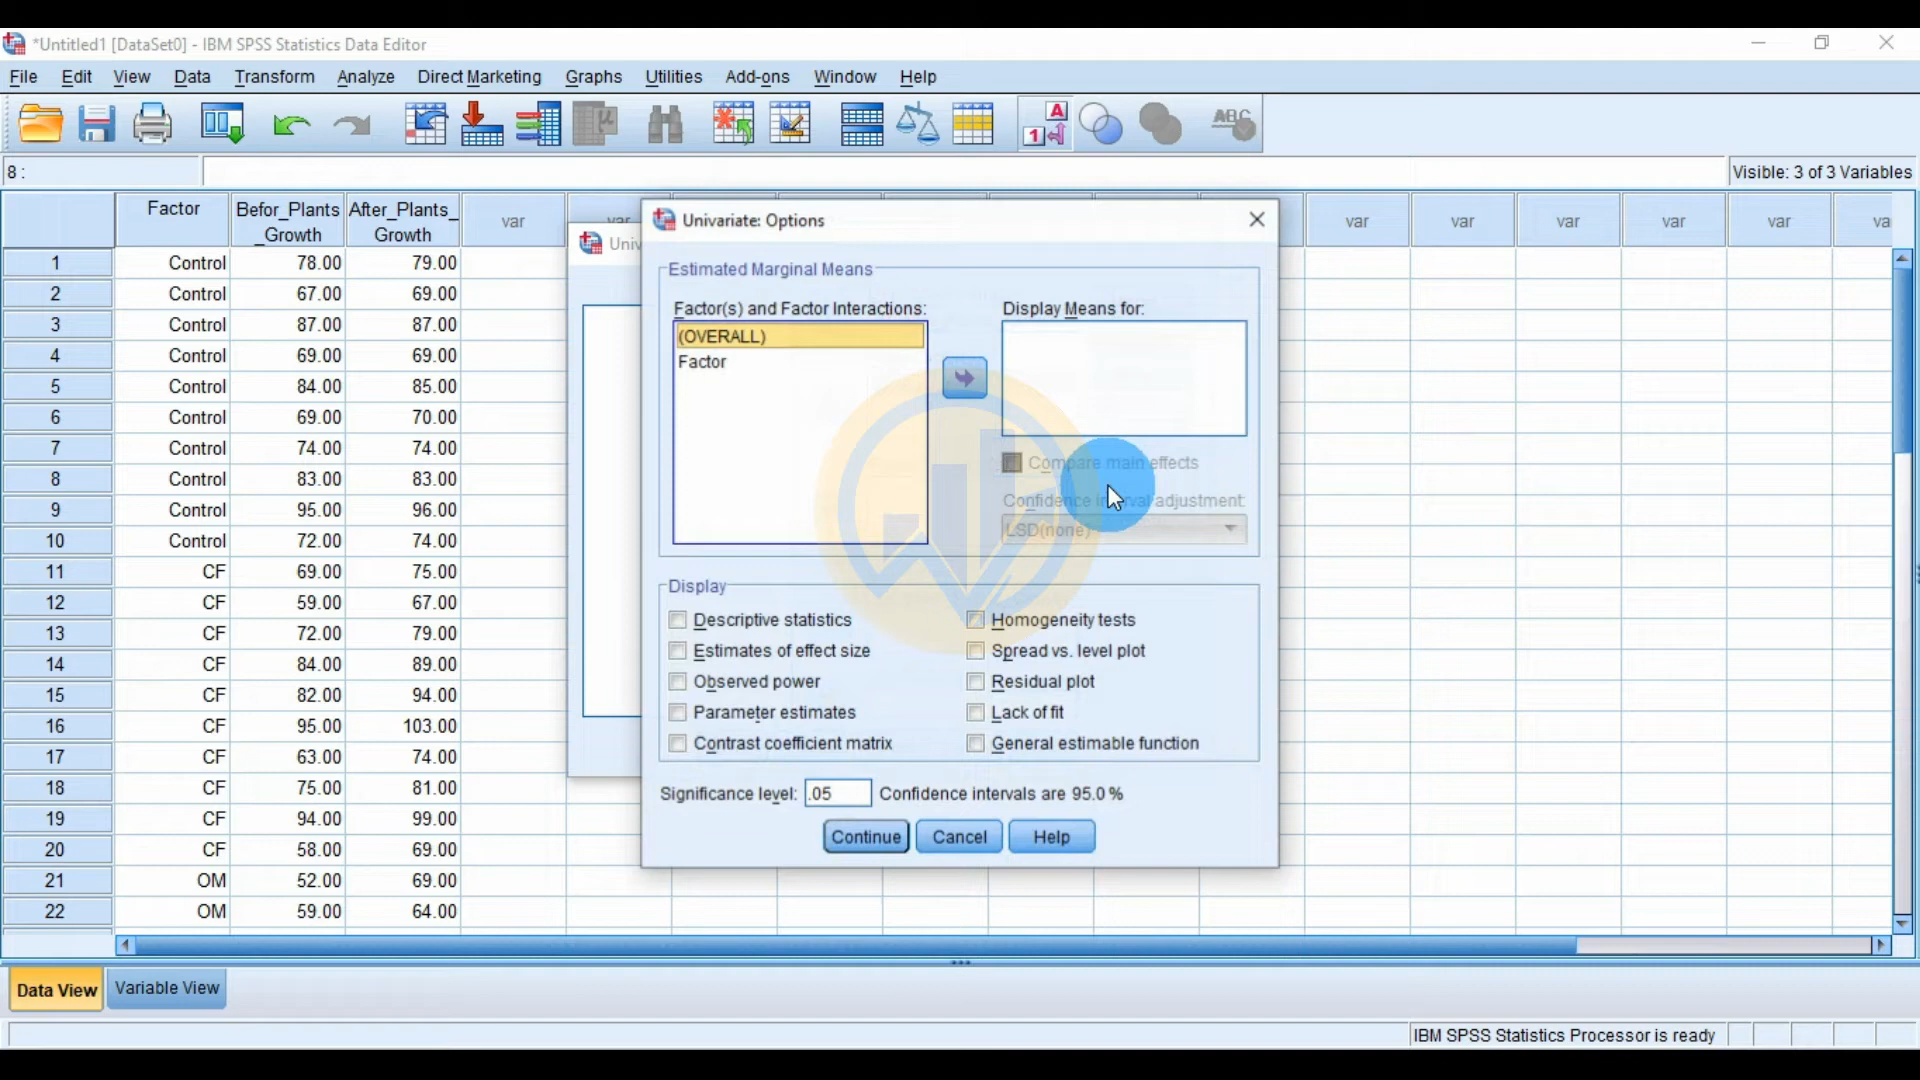 *Untitled1 [DataSet0] - IBM SPSS Statistics Data Editor
File Edit View Data Transform Analyze Direct Marketing Graphs Utilities Add-ons Window Help
8 :
Visible: 3 of 3 Variables
Factor Befor_Plants_Growth After_Plants_Growth var var var var var var var va
1 Control 78.00 79.00
2 Control 67.00 69.00
3 Control 87.00 87.00
4 Control 69.00 69.00
5 Control 84.00 85.00
6 Control 69.00 70.00
7 Control 74.00 74.00
8 Control 83.00 83.00
9 Control 95.00 96.00
10 Control 72.00 74.00
11 CF 69.00 75.00
12 CF 59.00 67.00
13 CF 72.00 79.00
14 CF 84.00 89.00
15 CF 82.00 94.00
16 CF 95.00 103.00
17 CF 63.00 74.00
18 CF 75.00 81.00
19 CF 94.00 99.00
20 CF 58.00 69.00
21 OM 52.00 69.00
22 OM 59.00 64.00
Univ
Univariate: Options
Estimated Marginal Means
Factor(s) and Factor Interactions:
(OVERALL)
Factor
Display Means for:
Compare main effects
Confidence interval adjustment:
LSD(none)
Display
Descriptive statistics
Homogeneity tests
Estimates of effect size
Spread vs. level plot
Observed power
Residual plot
Parameter estimates
Lack of fit
Contrast coefficient matrix
General estimable function
Significance level: .05 Confidence intervals are 95.0 %
Continue Cancel Help
Data View Variable View
IBM SPSS Statistics Processor is ready